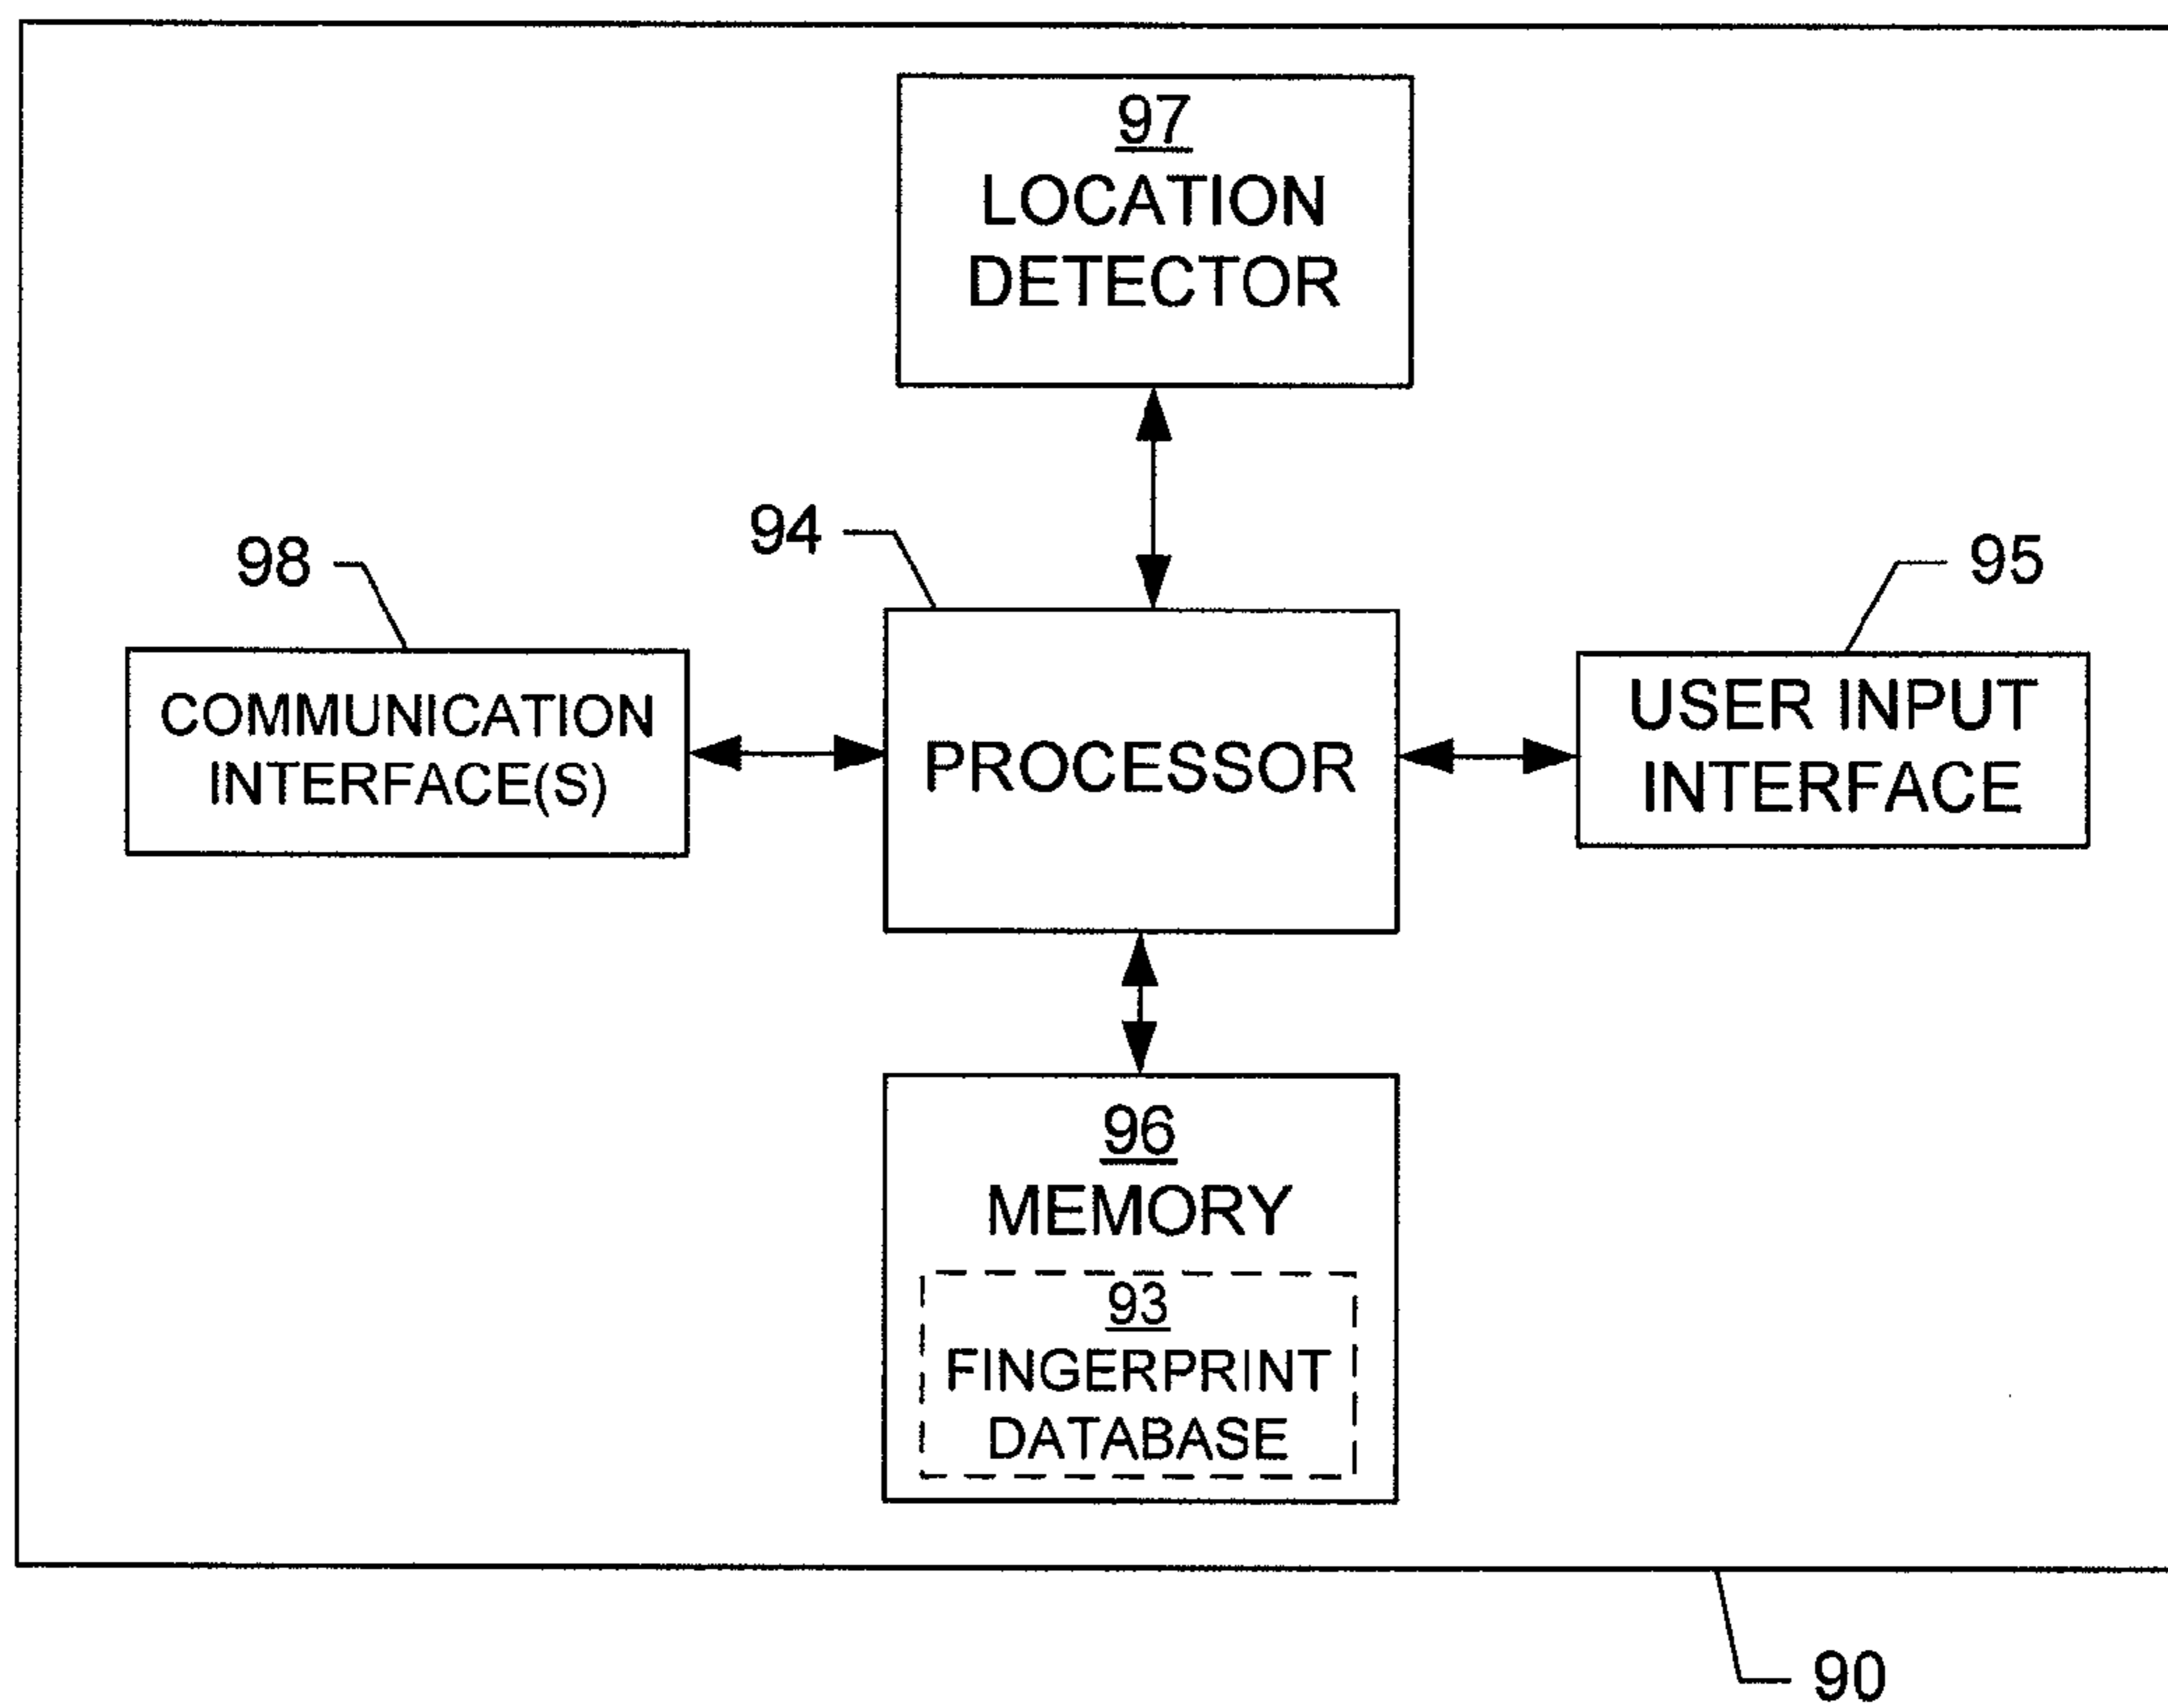 97
LOCATION
DETECTOR
94
98
95
COMMUNICATION
INTERFACE(S)
PROCESSOR
USER INPUT
INTERFACE
96
MEMORY
93
FINGERPRINT
DATABASE
90